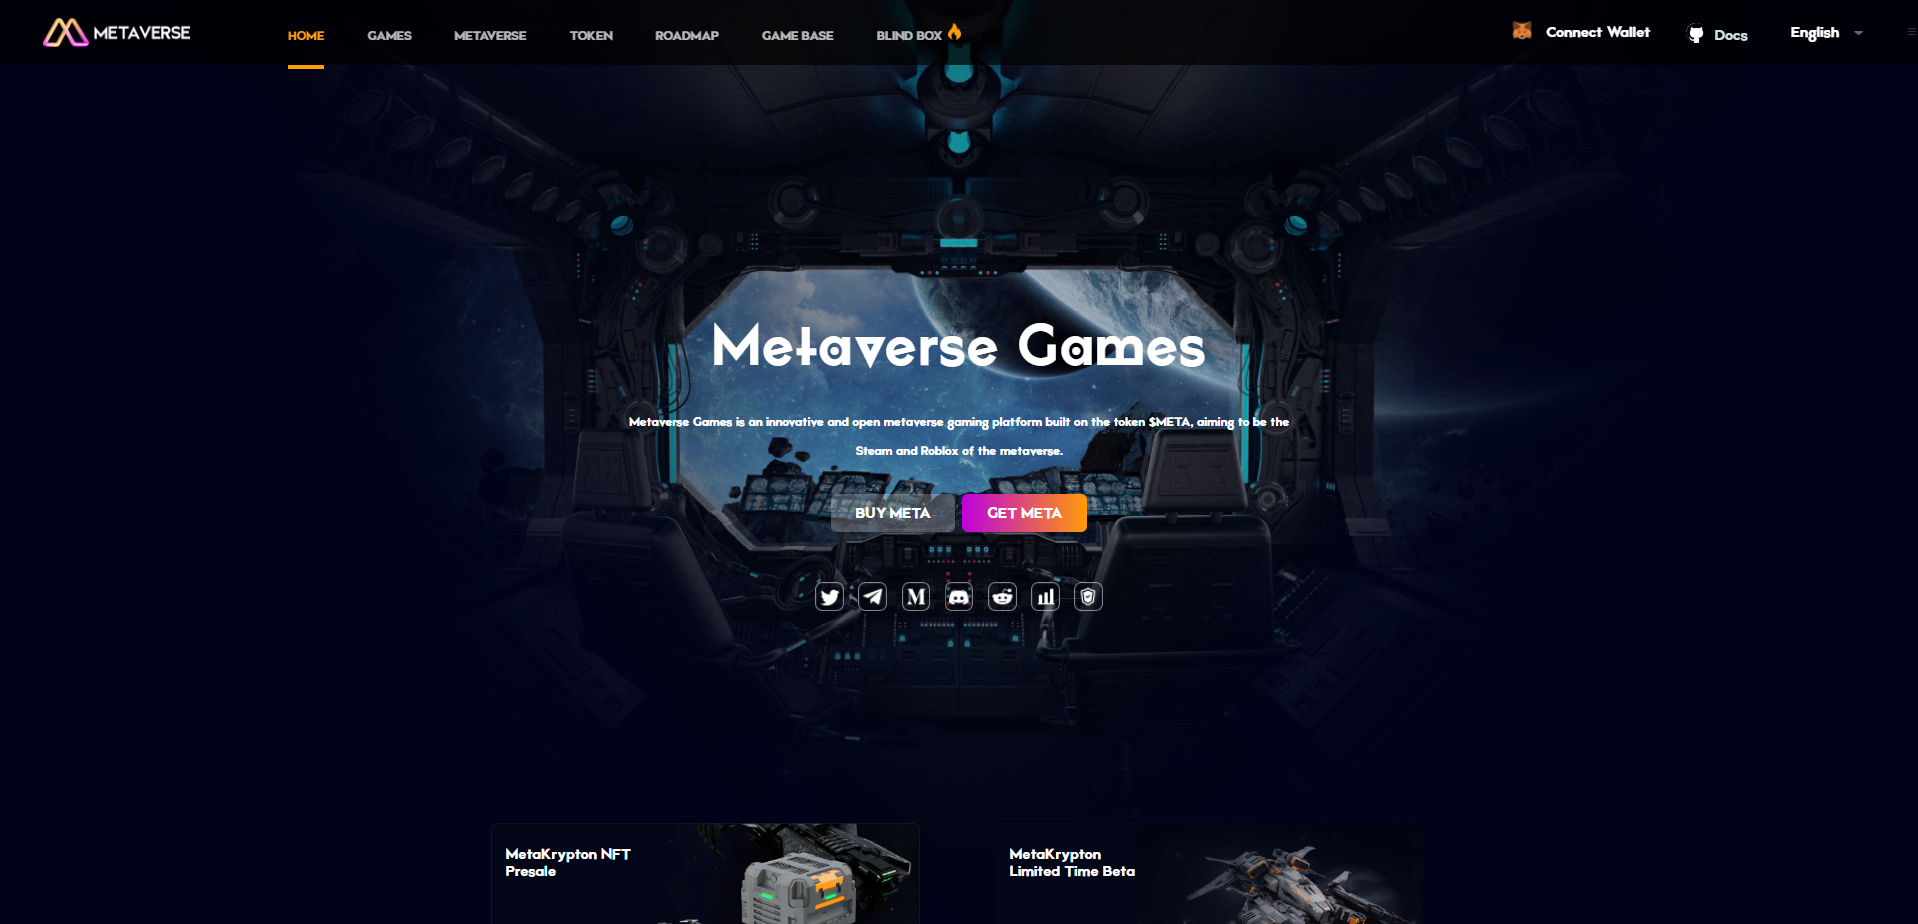 METAVERSE
HOME
GAMES
METAVERSE
TOKEN
ROADMAP
GAME BASE
BLIND BOX
Connect Wallet
Docs
English
Metaverse Games
Metaverse Games is an innovative and open metaverse gaming platform built on the token $META, aiming to be the
Steam and Roblox of the metaverse.
BUY META
GET META
M
MetaKrypton NFT
Presale
MetaKrypton
Limited Time Beta